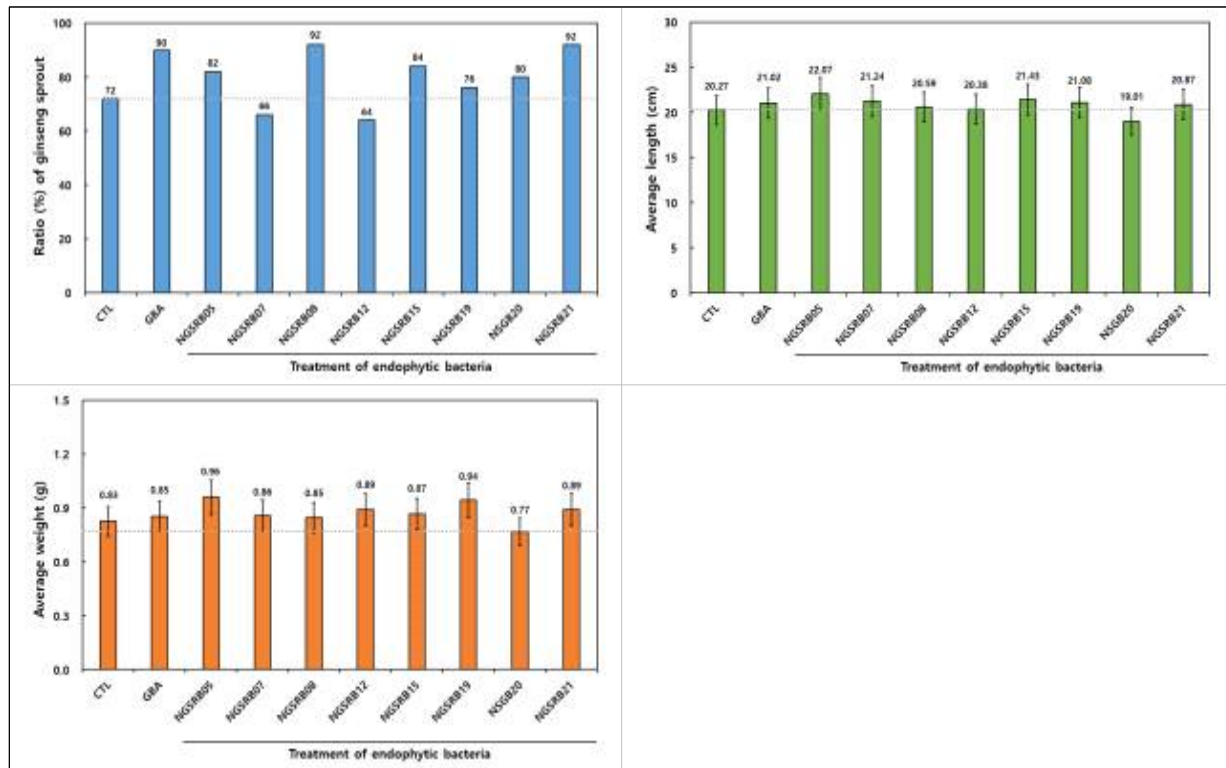 100
80
60
40
20
0
Ratio (%) of ginseng sprout
72
90
82
66
92
64
84
76
80
92
CTL
GBA
NGSRB05
NGSRB07
NGSRB08
NGSRB12
NGSRB15
NGSRB19
NSGB20
NGSRB21
Treatment of endophytic bacteria
30
25
20
15
10
5
0
Average length (cm)
20.27
21.02
22.07
21.24
20.59
21.00
19.01
20.87
CTL
GBA
NGSRB05
NGSRB07
NGSRB08
NGSRB12
NGSRB15
NGSRB19
NSGB20
NGSRB21
Treatment of endophytic bacteria
1.5
1.2
0.9
0.6
0.3
0.0
Average weight (g)
0.83
0.85
0.96
0.86
0.85
0.89
0.87
0.94
0.77
0.89
CTL
GBA
NGSRB05
NGSRB07
NGSRB08
NGSRB12
NGSRB15
NGSRB19
NSGB20
NGSRB21
Treatment of endophytic bacteria